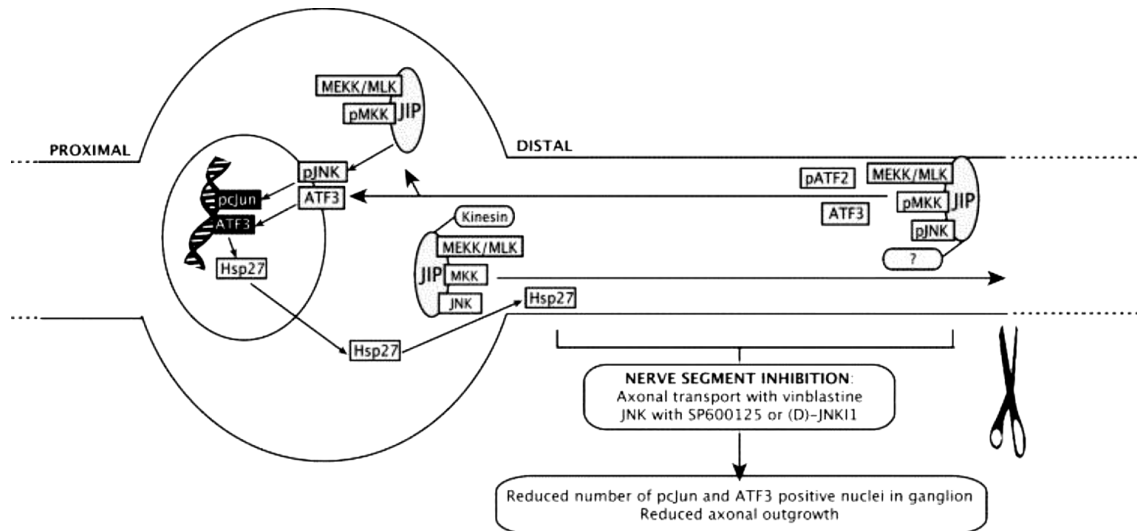 MEKK/MLK
pMKK
JIP
PROXIMAL
DISTAL
pJNK
pATF2
MEKK/MLK
pcJun
ATF3
pMKK
JIP
ATF3
Kinesin
ATF3
pJNK
MEKK/MLK
?
Hsp27
JIP
MKK
JNK
Hsp27
Hsp27
NERVE SEGMENT INHIBITION:
Axonal transport with vinblastine
JNK with SP600125 or (D)-JNKI1
Reduced number of pcJun and ATF3 positive nuclei in ganglion
Reduced axonal outgrowth